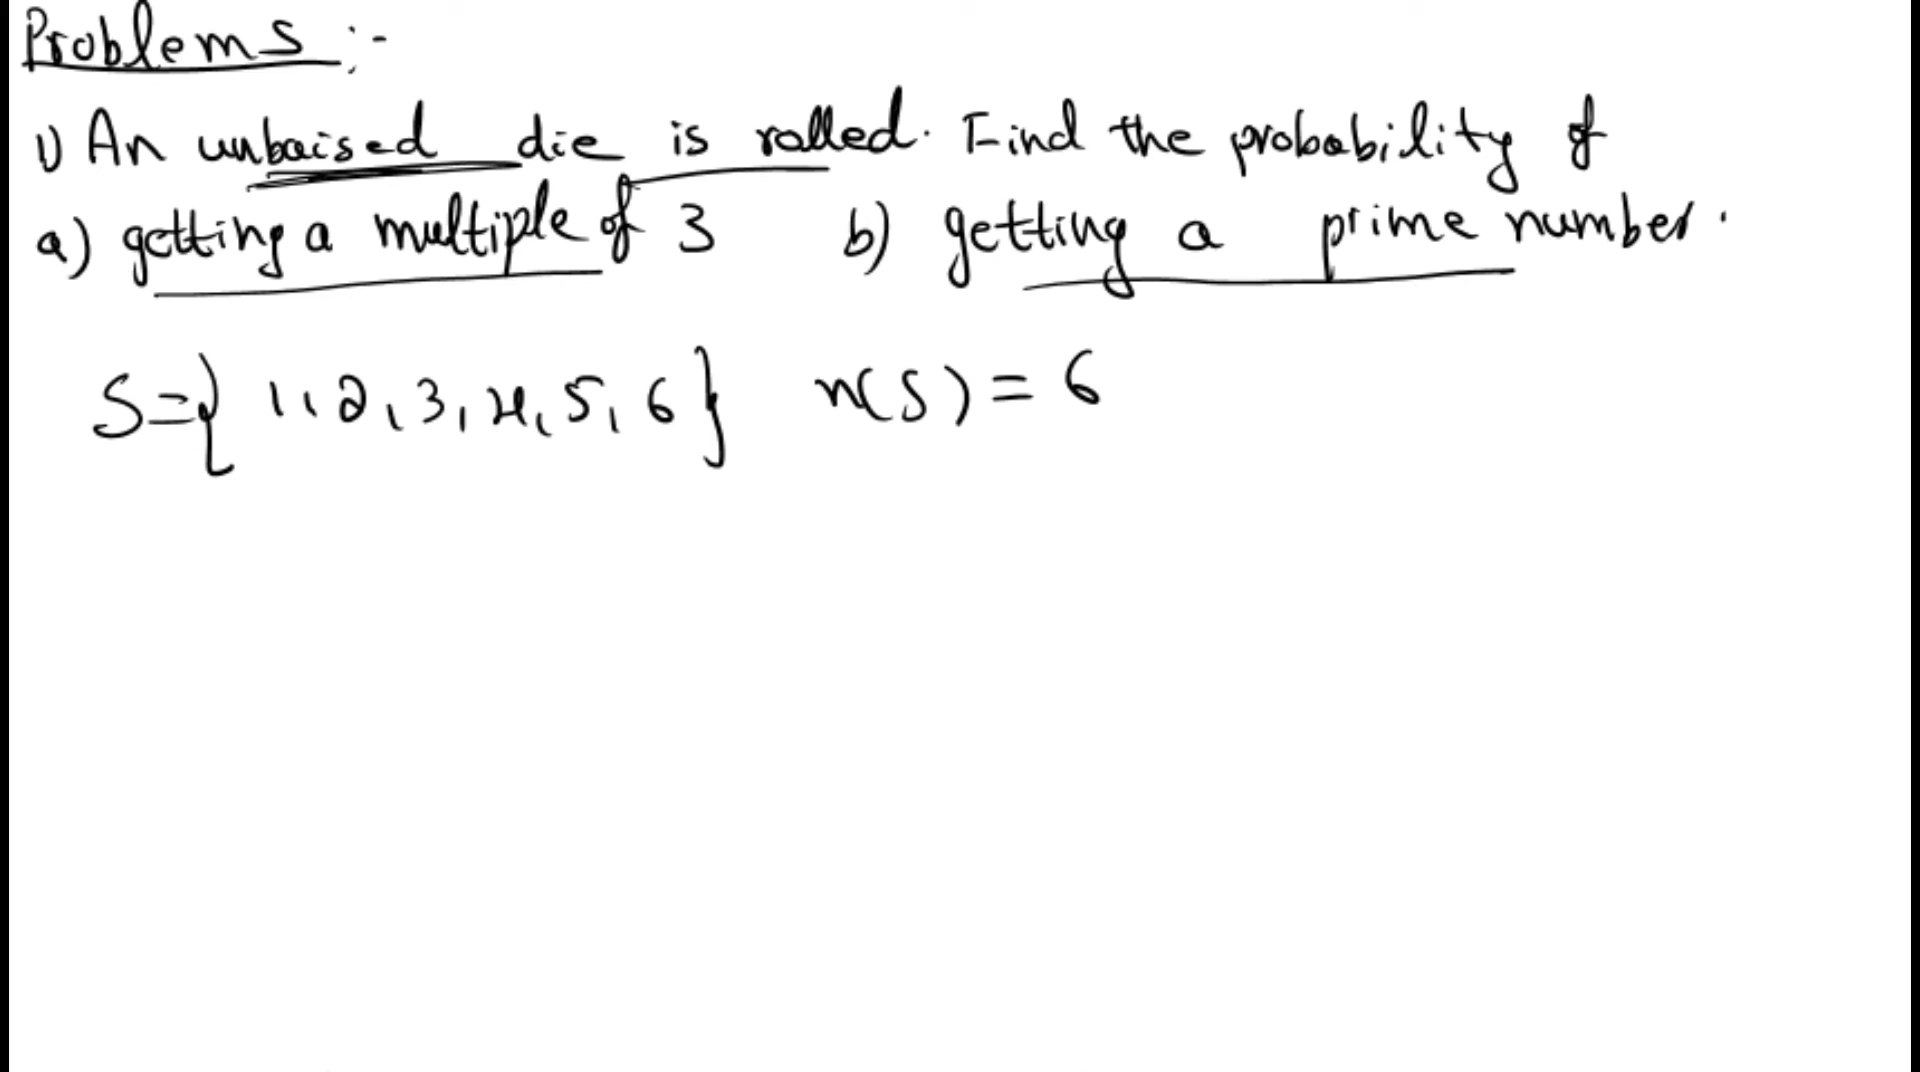 Problems :-
1) An unbaised die is rolled. Find the probability of
a) getting a multiple of 3 b) getting a prime number.
S={ 1, 2, 3, 4, 5, 6 } n(S) = 6